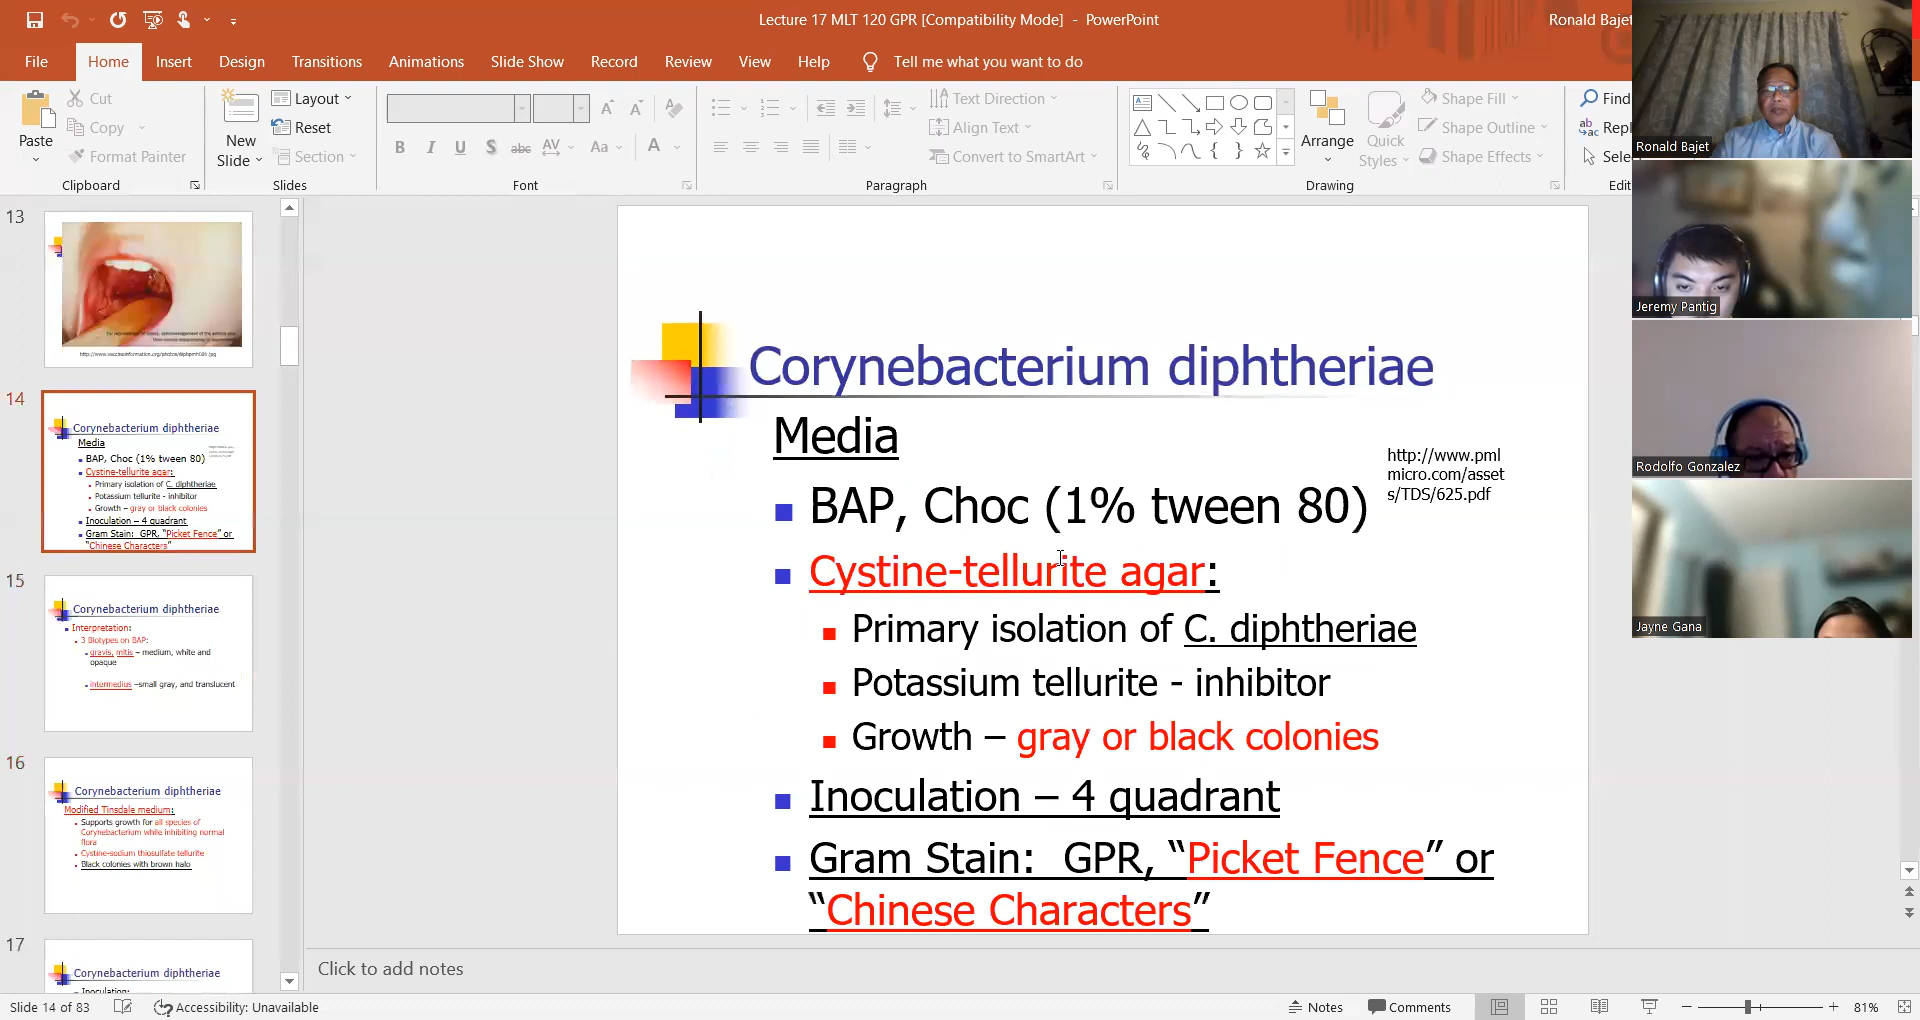 Lecture 17 MLT 120 GPR [Compatibility Mode] - PowerPoint
Ronald Bajet
File Home Insert Design Transitions Animations Slide Show Record Review View Help Tell me what you want to do
Paste
Cut
Copy
Format Painter
Clipboard
New
Slide
Layout
Reset
Section
Slides
B I U S abc AV Aa A
Font
Text Direction
Align Text
Convert to SmartArt
Paragraph
Arrange
Quick
Styles
Shape Fill
Shape Outline
Shape Effects
Drawing
Find
Repl
Sele
Edit
Ronald Bajet
Jeremy Pantig
Rodolfo Gonzalez
Jayne Gana
13
14
Corynebacterium diphtheriae
Media
BAP, Choc (1% tween 80)
Cystine-tellurite agar:
Primary isolation of C. diphtheriae
Potassium tellurite - inhibitor
Growth – gray or black colonies
Inoculation – 4 quadrant
Gram Stain: GPR, “Picket Fence” or
“Chinese Characters”
15
Corynebacterium diphtheriae
Interpretation:
3 Biotypes on BAP:
gravis, mitis – medium, white and
opaque
intermedius –small gray, and translucent
16
Corynebacterium diphtheriae
Modified Tinsdale medium:
Supports growth for all species of
Corynebacterium while inhibiting normal
flora
Cystine-sodium thiosulfate tellurite
Black colonies with brown halo
17
Corynebacterium diphtheriae
Inoculation:
Corynebacterium diphtheriae
Media
BAP, Choc (1% tween 80)
http://www.pml
micro.com/asset
s/TDS/625.pdf
Cystine-tellurite agar:
Primary isolation of C. diphtheriae
Potassium tellurite - inhibitor
Growth – gray or black colonies
Inoculation – 4 quadrant
Gram Stain: GPR, “Picket Fence” or
“Chinese Characters”
Click to add notes
Slide 14 of 83
Accessibility: Unavailable
Notes
Comments
81%